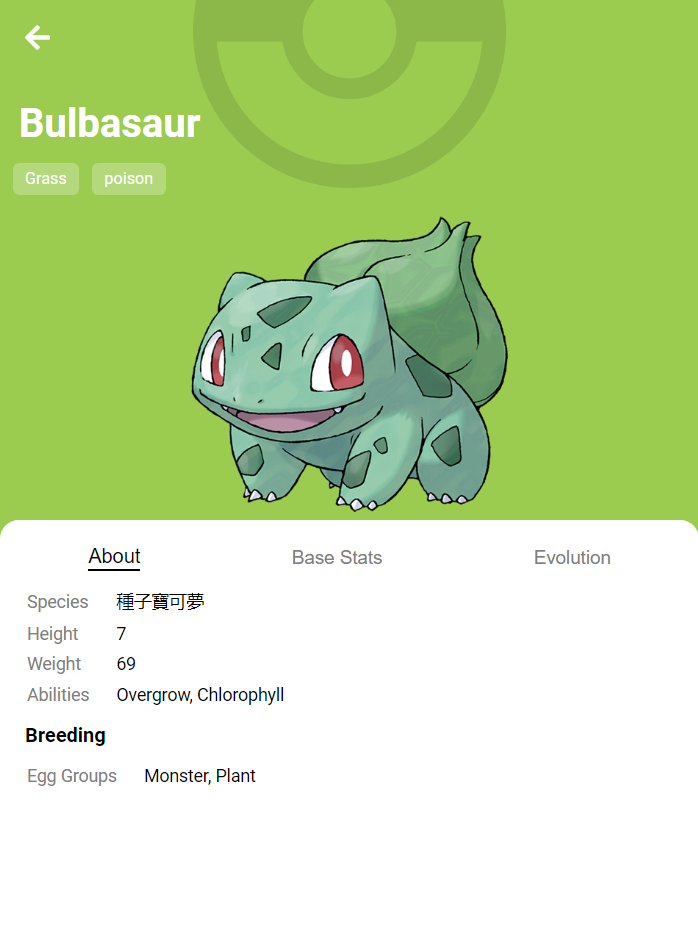 Bulbasaur
Grass poison
About Base Stats Evolution
Species 種子寶可夢
Height 7
Weight 69
Abilities Overgrow, Chlorophyll
Breeding
Egg Groups Monster, Plant